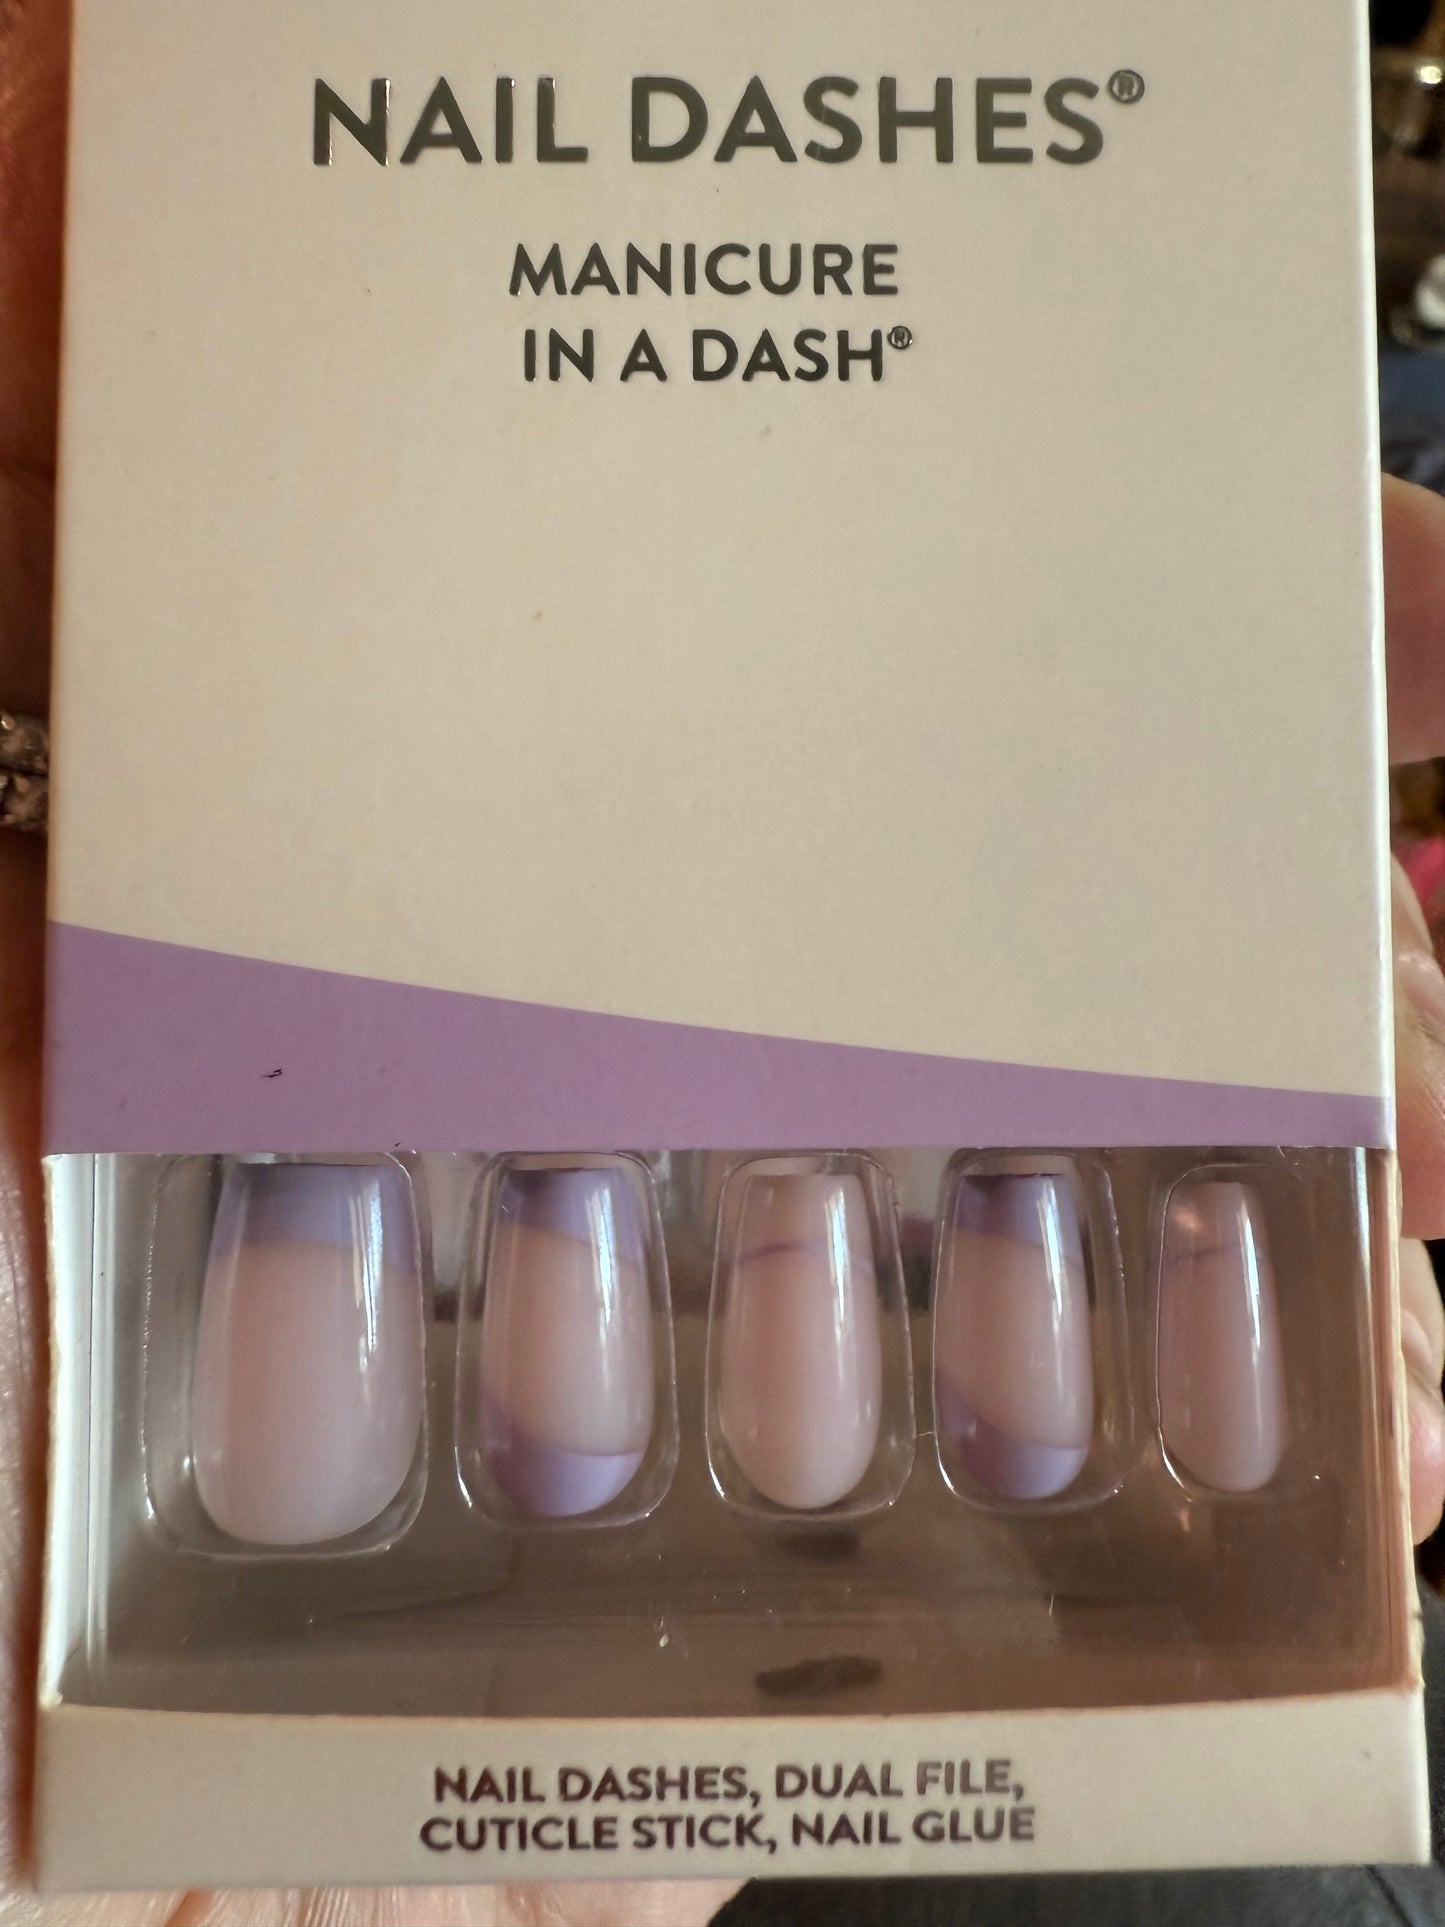 NAIL DASHES®
MANICURE
IN A DASH®
NAIL DASHES, DUAL FILE,
CUTICLE STICK, NAIL GLUE